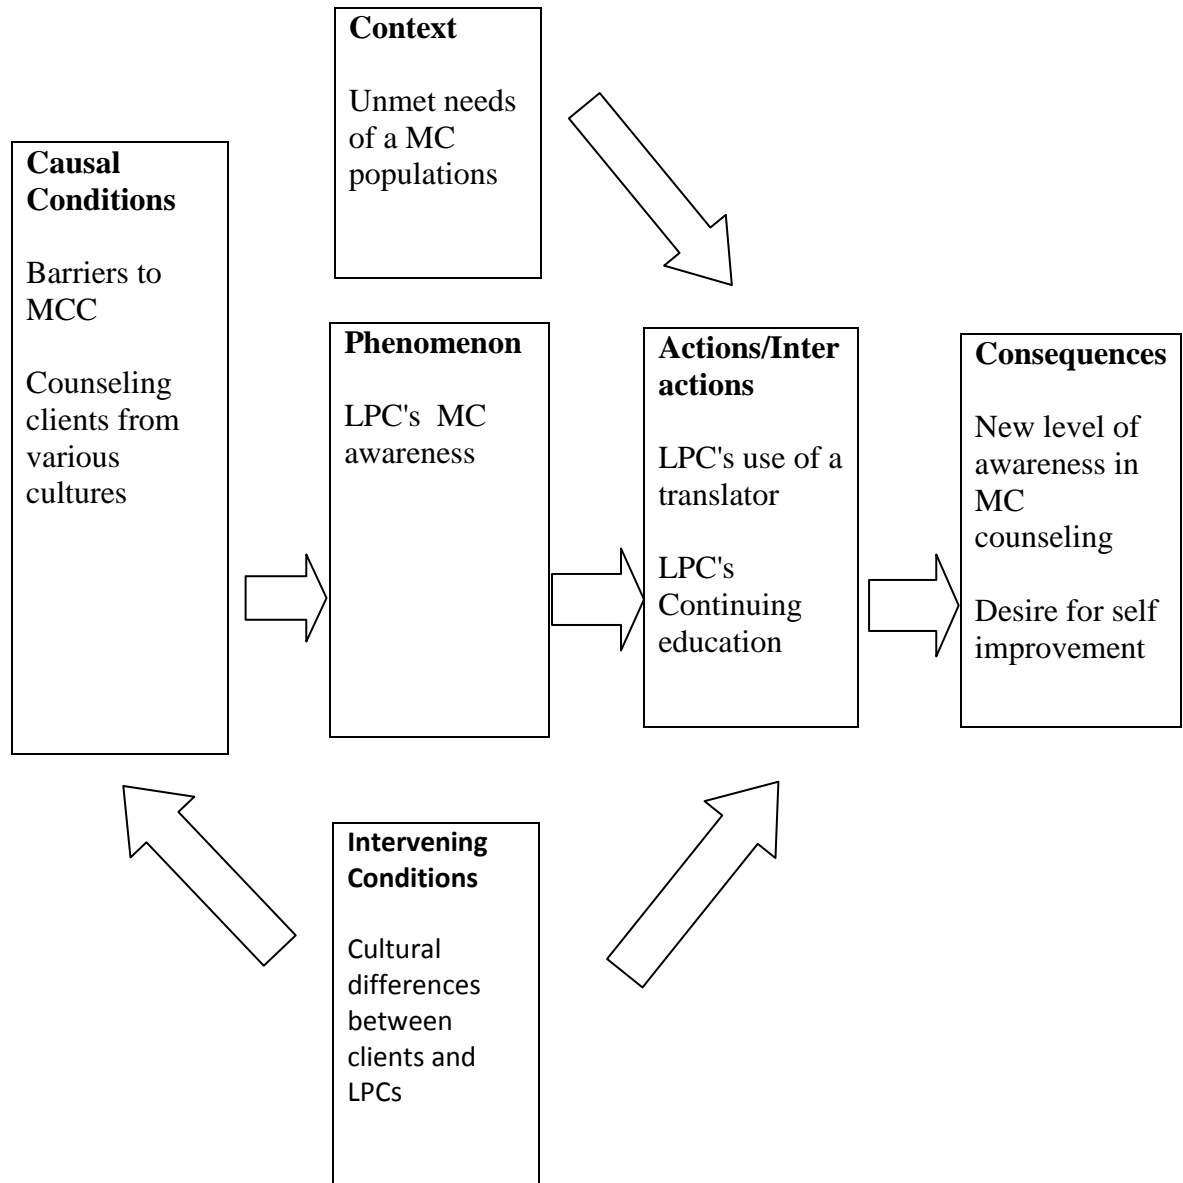 Context
Unmet needs
of a MC
populations
Causal
Conditions
Barriers to
MCC
Counseling
clients from
various
cultures
Phenomenon
LPC's  MC
awareness
Actions/Inter
actions
LPC's use of a
translator
LPC's
Continuing
education
Consequences
New level of
awareness in
MC
counseling
Desire for self
improvement
Intervening
Conditions
Cultural
differences
between
clients and
LPCs